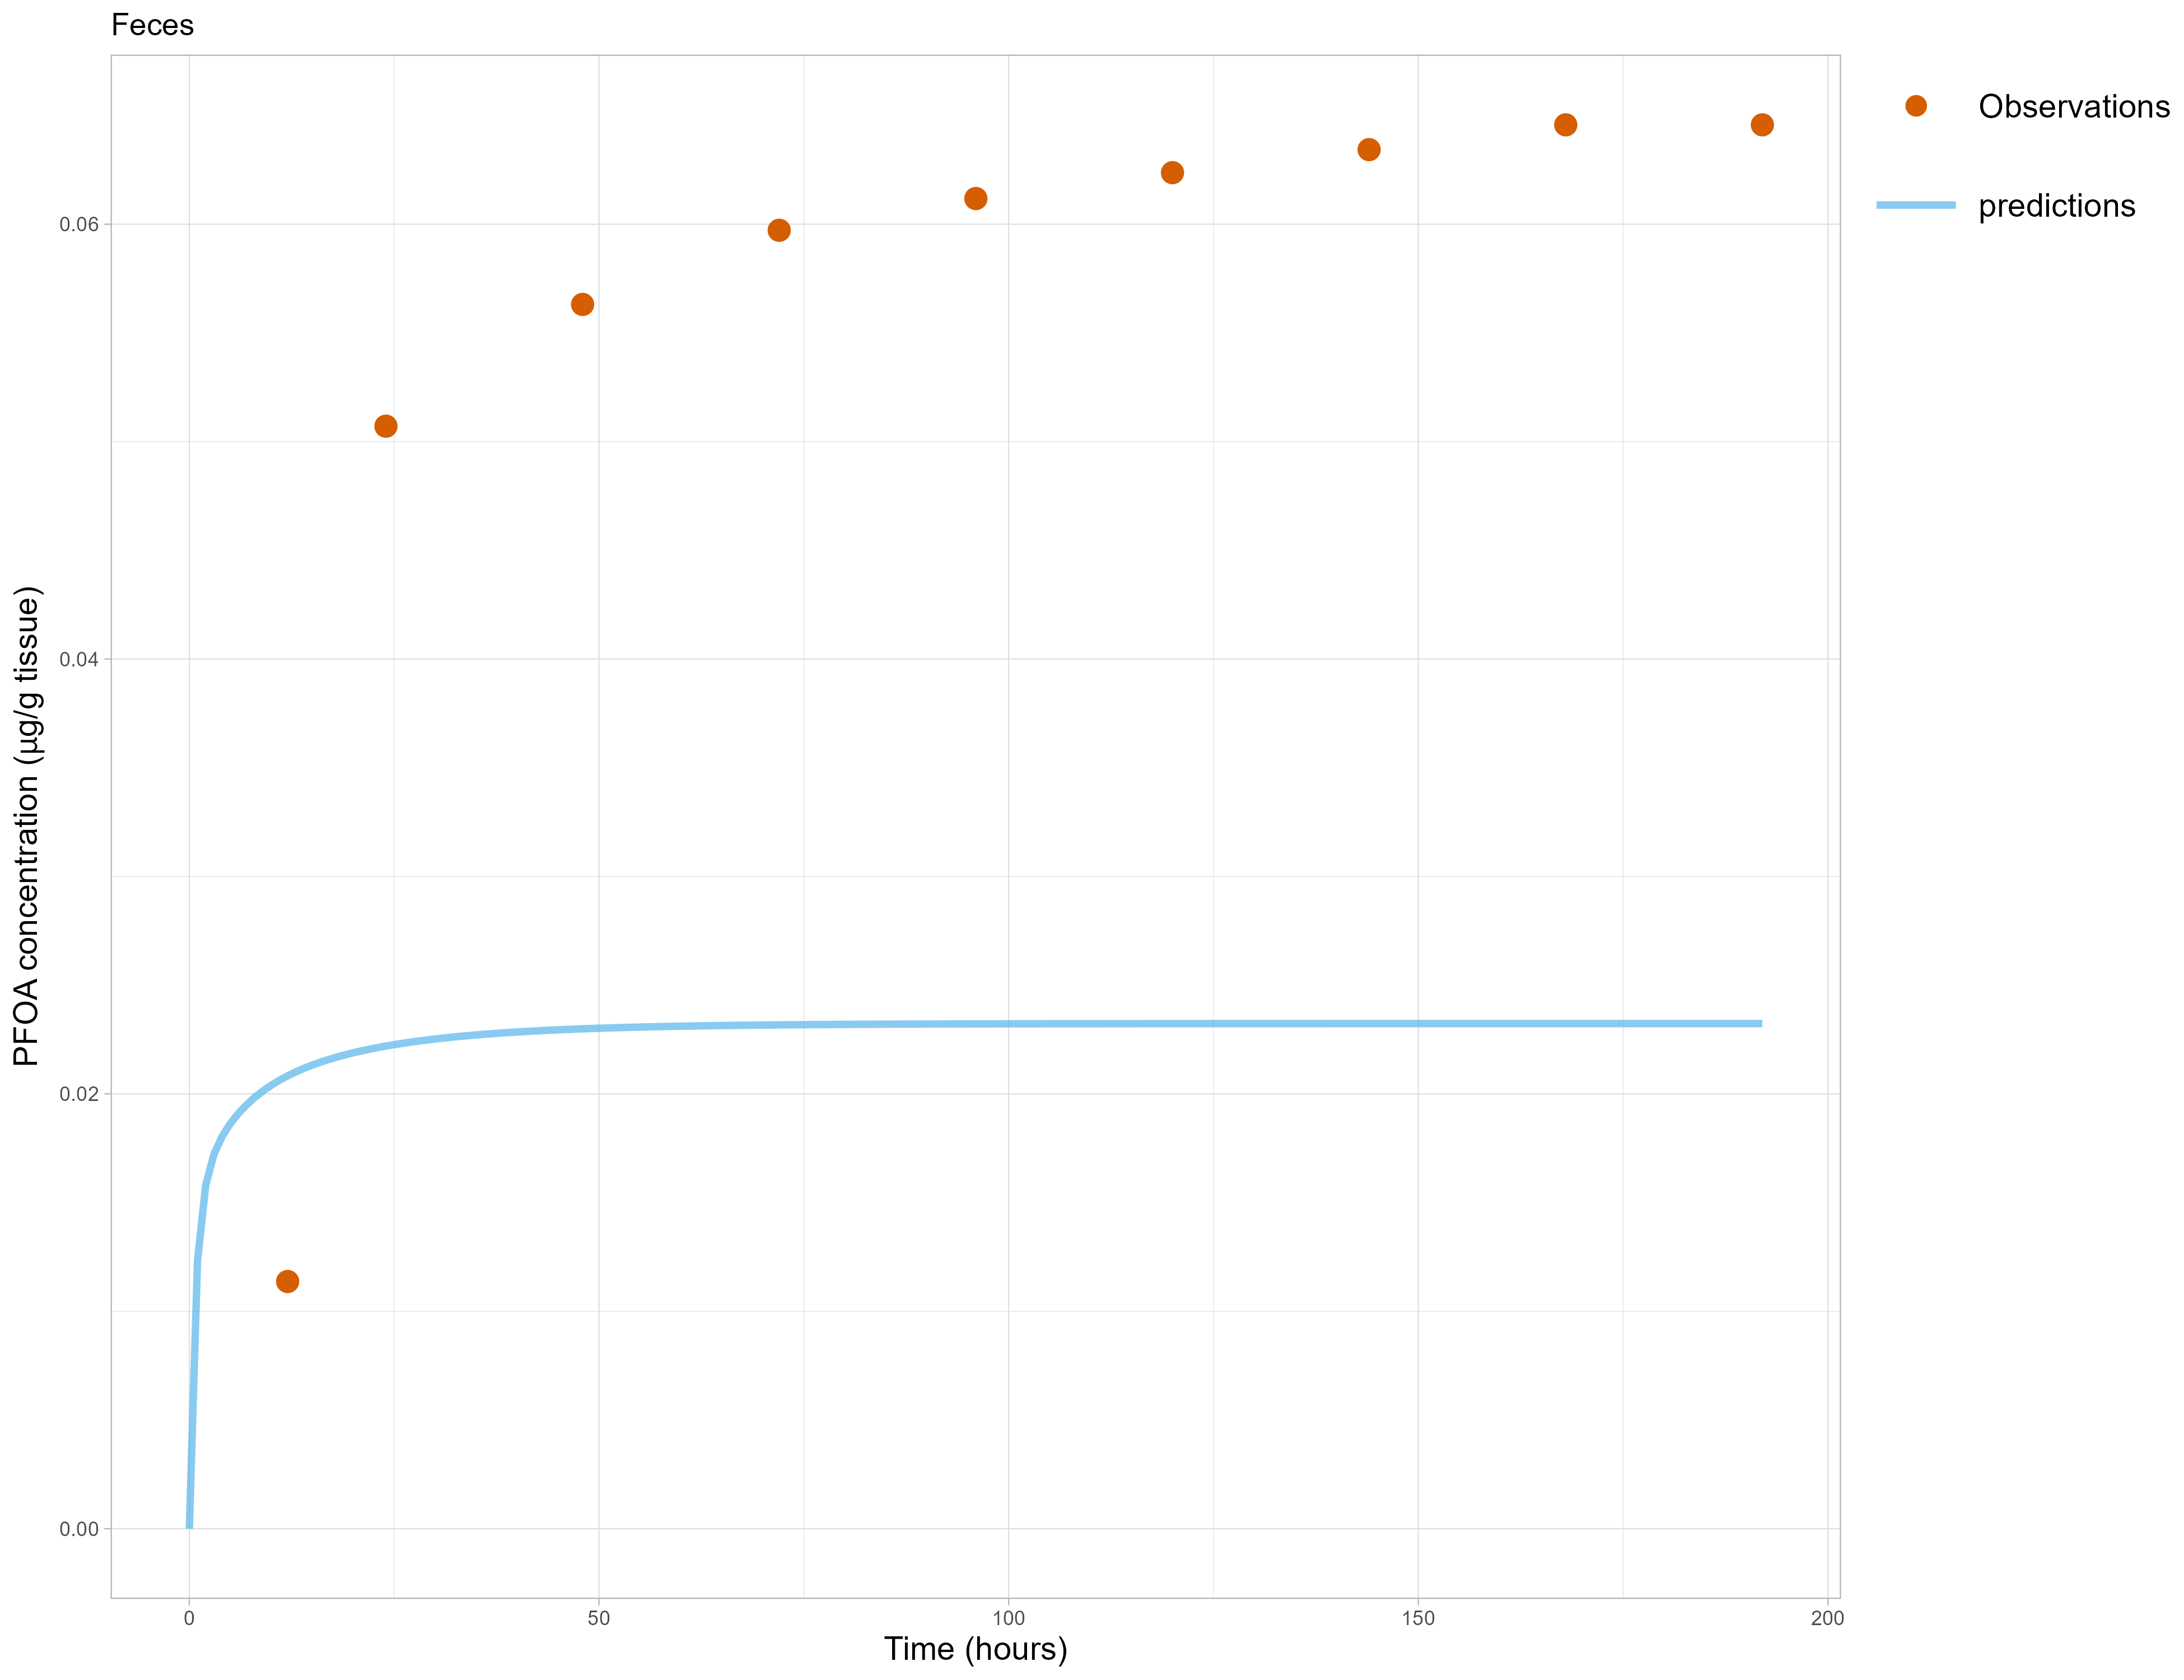 Feces
Observations
predictions
PFOA concentration (µg/g tissue)
0.06
0.04
0.02
0.00
0
50
100
150
200
Time (hours)